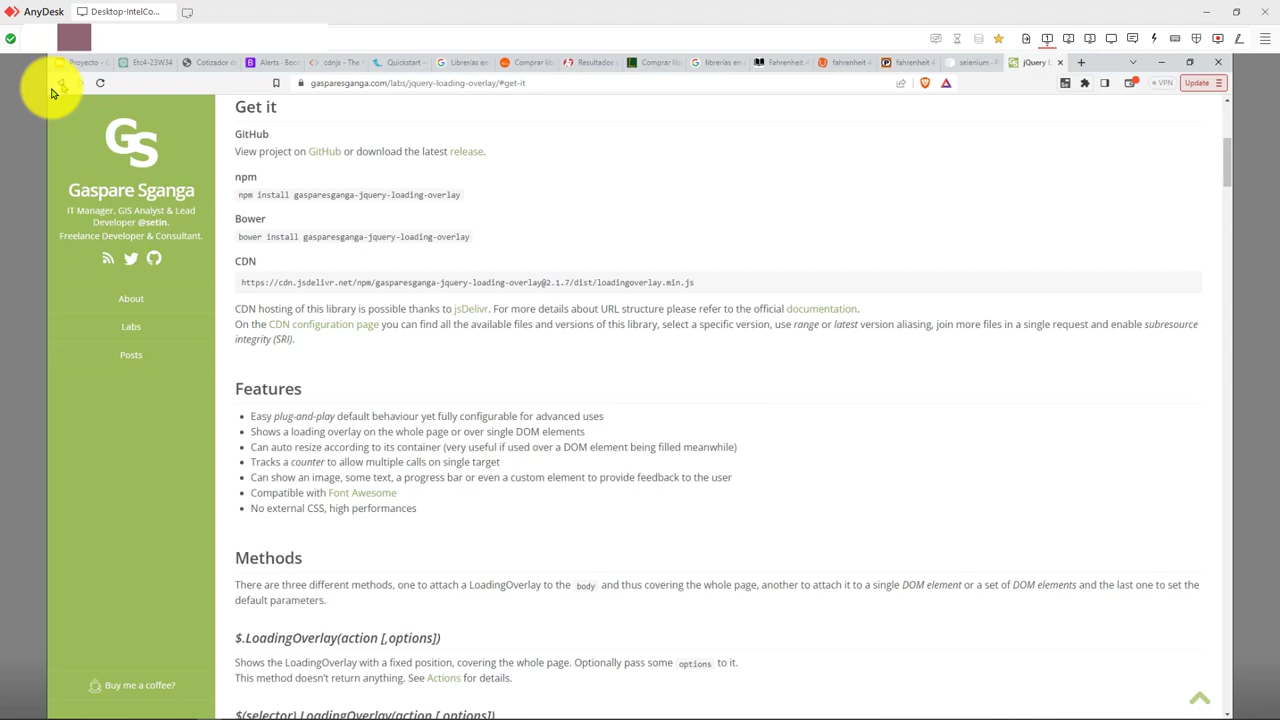 AnyDesk
Desktop-IntelCo...
Proyecto – C
Etc4-23W34
Cotizador d
Alerts · Boo
cdnjs – The
Quickstart –
Librerías en
Comprar lib
Resultados
Comprar lib
librerías en
Fahrenheit
fahrenheit 4
fahrenheit 4
selenium – P
jQuery L
gasparesganga.com/labs/jquery-loading-overlay/#get-it
VPN
Update
GS
Gaspare Sganga
IT Manager, GIS Analyst & Lead
Developer @setin.
Freelance Developer & Consultant.
About
Labs
Posts
Buy me a coffee?
Get it
GitHub
View project on GitHub or download the latest release.
npm
npm install gasparesganga-jquery-loading-overlay
Bower
bower install gasparesganga-jquery-loading-overlay
CDN
https://cdn.jsdelivr.net/npm/gasparesganga-jquery-loading-overlay@2.1.7/dist/loadingoverlay.min.js
CDN hosting of this library is possible thanks to jsDelivr. For more details about URL structure please refer to the official documentation.
On the CDN configuration page you can find all the available files and versions of this library, select a specific version, use range or latest version aliasing, join more files in a single request and enable subresource
integrity (SRI).
Features
Easy plug-and-play default behaviour yet fully configurable for advanced uses
Shows a loading overlay on the whole page or over single DOM elements
Can auto resize according to its container (very useful if used over a DOM element being filled meanwhile)
Tracks a counter to allow multiple calls on single target
Can show an image, some text, a progress bar or even a custom element to provide feedback to the user
Compatible with Font Awesome
No external CSS, high performances
Methods
There are three different methods, one to attach a LoadingOverlay to the body and thus covering the whole page, another to attach it to a single DOM element or a set of DOM elements and the last one to set the
default parameters.
$.LoadingOverlay(action [,options])
Shows the LoadingOverlay with a fixed position, covering the whole page. Optionally pass some options to it.
This method doesn't return anything. See Actions for details.
$(selector).LoadingOverlay(action [,options])